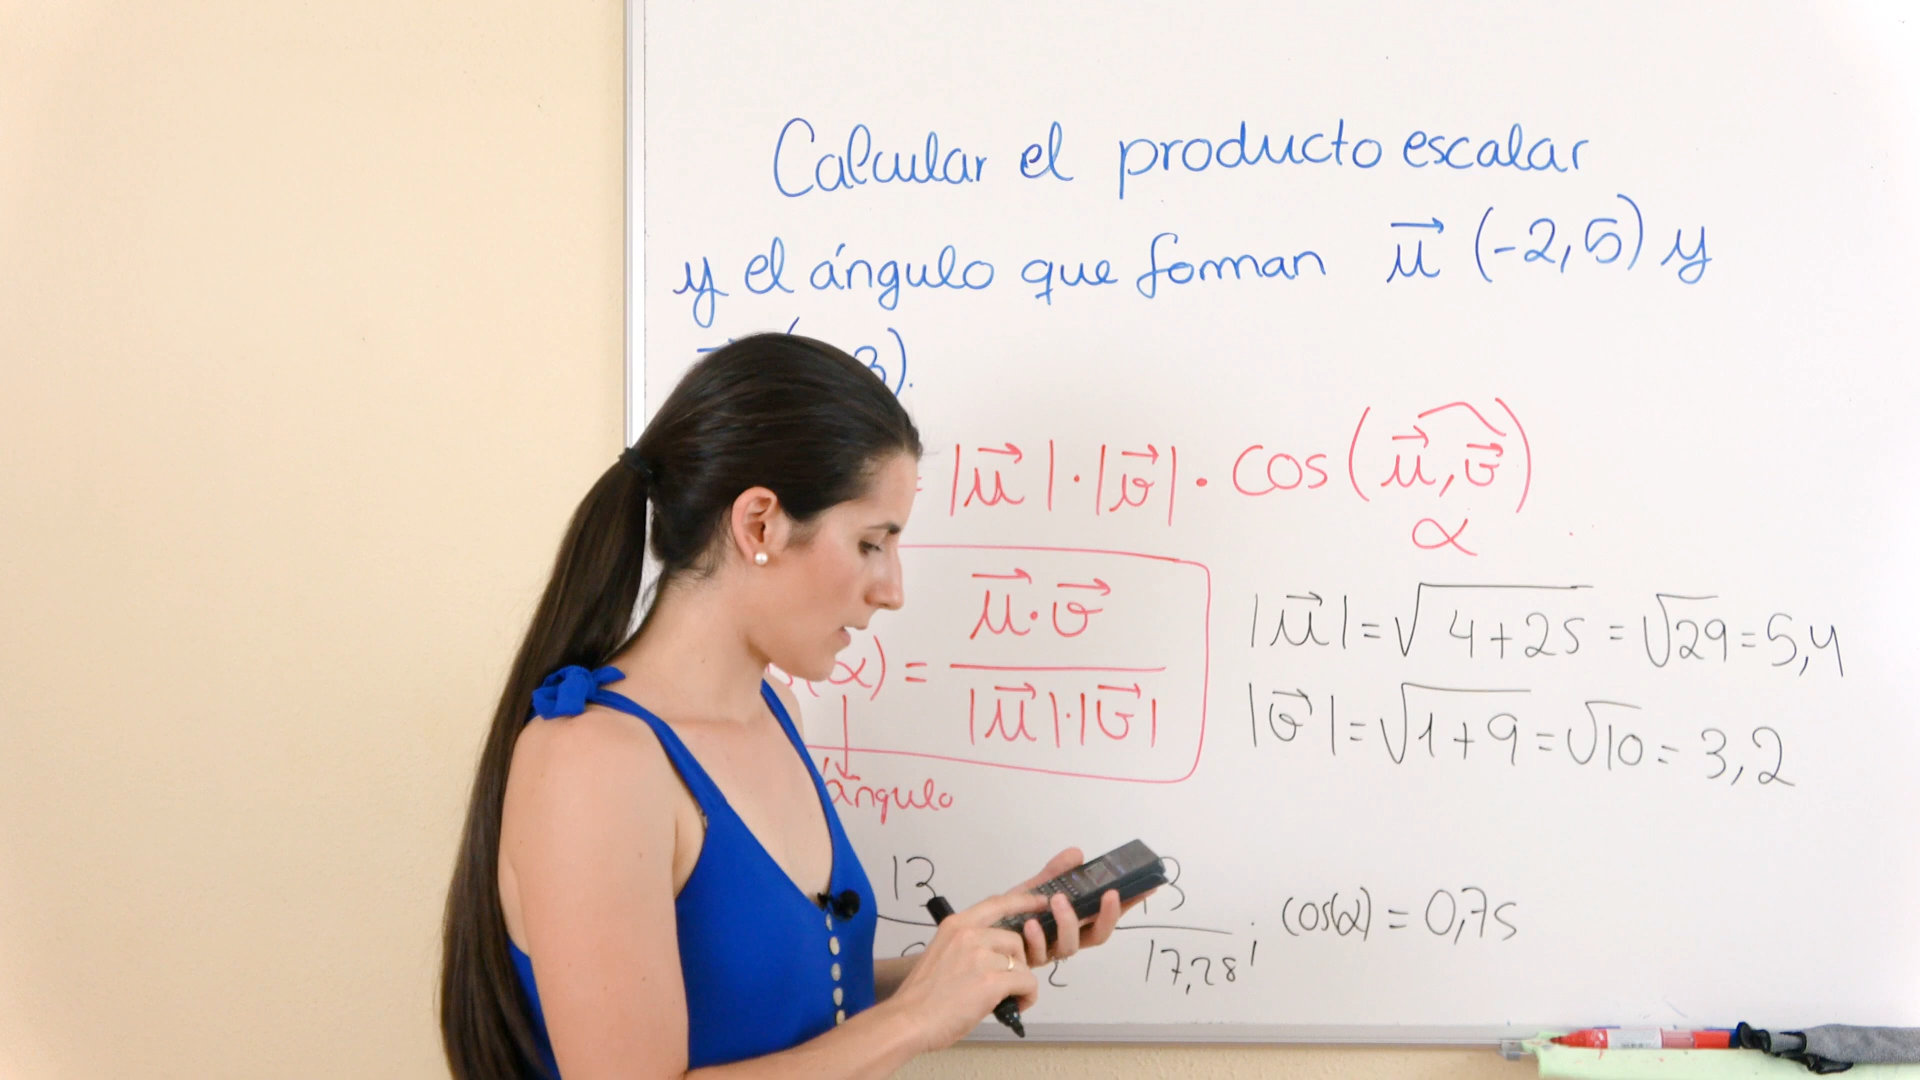 Calcular el producto escalar
y el ángulo que forman u⃗ (-2,5) y
3).
= |u⃗|·|v⃗|· cos(u⃗,v⃗)
α
(α) = u⃗·v⃗ / |u⃗|·|v⃗|
ángulo
|u⃗|=√4+25 = √29=5,4
|v⃗|=√1+9=√10= 3,2
13
17,28 ; cos(α) = 0,75